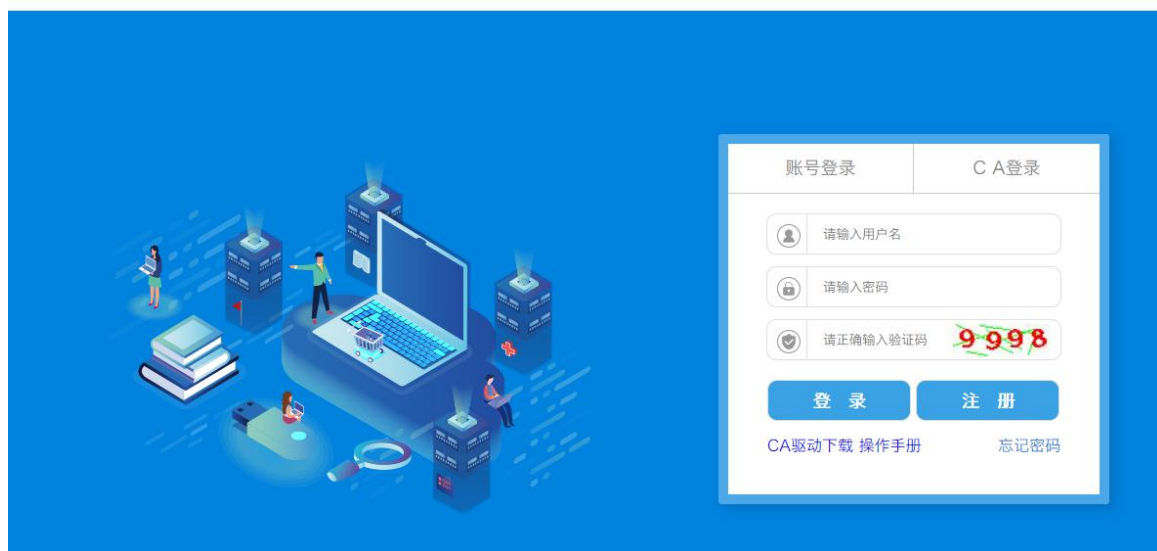 账号登录
C A登录
请输入用户名
请输入密码
请正确输入验证码 9998
登 录 注 册
CA驱动下载 操作手册 忘记密码